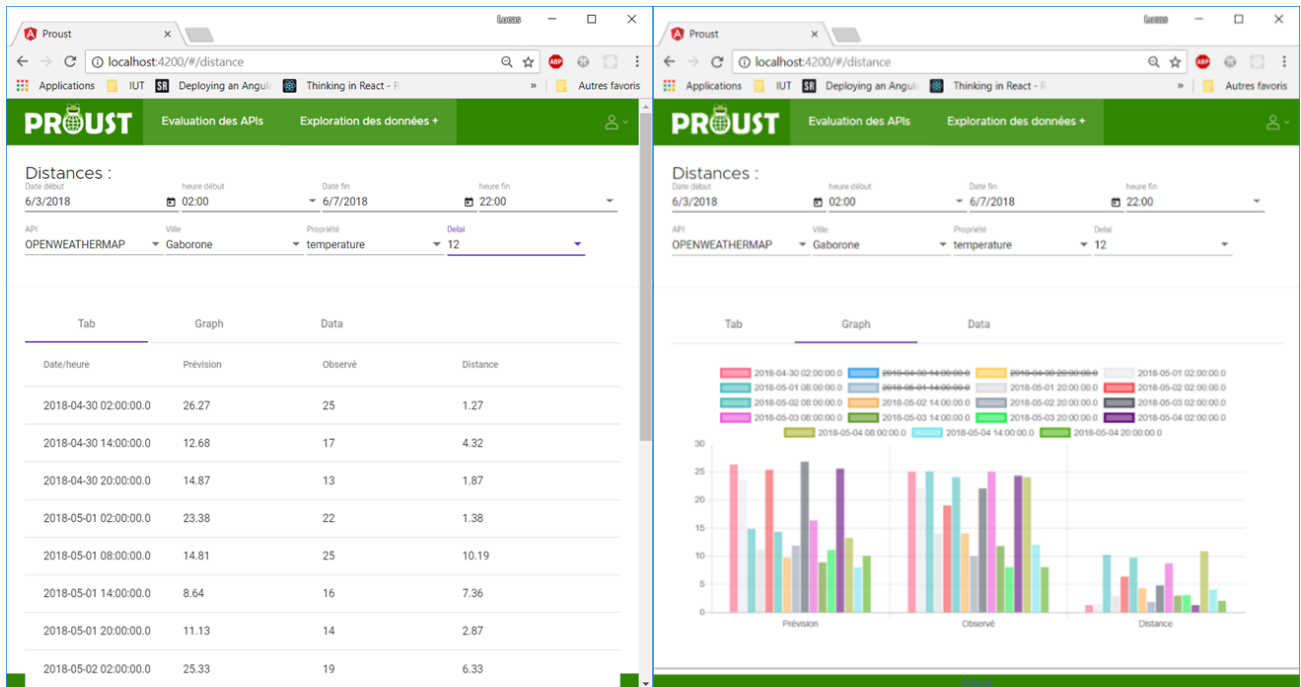 Lucas
Proust
localhost:4200/#/distance
ABP
Applications IUT SR Deploying an Angula Thinking in React - F » Autres favoris
PROUST Evaluation des APIs Exploration des données +
Distances :
Date début heure début Date fin heure fin
6/3/2018 02:00 6/7/2018 22:00
API Ville Propriété Delai
OPENWEATHERMAP Gaborone temperature 12
Tab Graph Data
Date/heure Prévision Observé Distance
2018-04-30 02:00:00.0 26.27 25 1.27
2018-04-30 14:00:00.0 12.68 17 4.32
2018-04-30 20:00:00.0 14.87 13 1.87
2018-05-01 02:00:00.0 23.38 22 1.38
2018-05-01 08:00:00.0 14.81 25 10.19
2018-05-01 14:00:00.0 8.64 16 7.36
2018-05-01 20:00:00.0 11.13 14 2.87
2018-05-02 02:00:00.0 25.33 19 6.33
Lucas
Proust
localhost:4200/#/distance
ABP
Applications IUT SR Deploying an Angula Thinking in React - F » Autres favoris
PROUST Evaluation des APIs Exploration des données +
Distances :
Date début heure début Date fin heure fin
6/3/2018 02:00 6/7/2018 22:00
API Ville Propriété Delai
OPENWEATHERMAP Gaborone temperature 12
Tab Graph Data
2018-04-30 02:00:00.0 2018-04-30 14:00:00.0 2018-04-30 20:00:00.0 2018-05-01 02:00:00.0
2018-05-01 08:00:00.0 2018-05-01 14:00:00.0 2018-05-01 20:00:00.0 2018-05-02 02:00:00.0
2018-05-02 08:00:00.0 2018-05-02 14:00:00.0 2018-05-02 20:00:00.0 2018-05-03 02:00:00.0
2018-05-03 08:00:00.0 2018-05-03 14:00:00.0 2018-05-03 20:00:00.0 2018-05-04 02:00:00.0
2018-05-04 08:00:00.0 2018-05-04 14:00:00.0 2018-05-04 20:00:00.0
30
25
20
15
10
5
0
Prévision Observé Distance